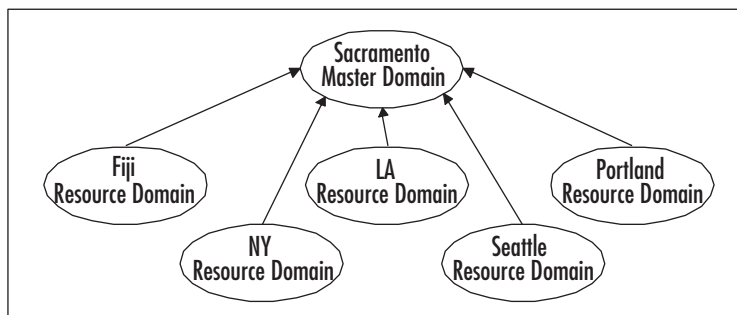 Sacramento
Master Domain
Fiji
Resource Domain
LA
Resource Domain
Portland
Resource Domain
NY
Resource Domain
Seattle
Resource Domain